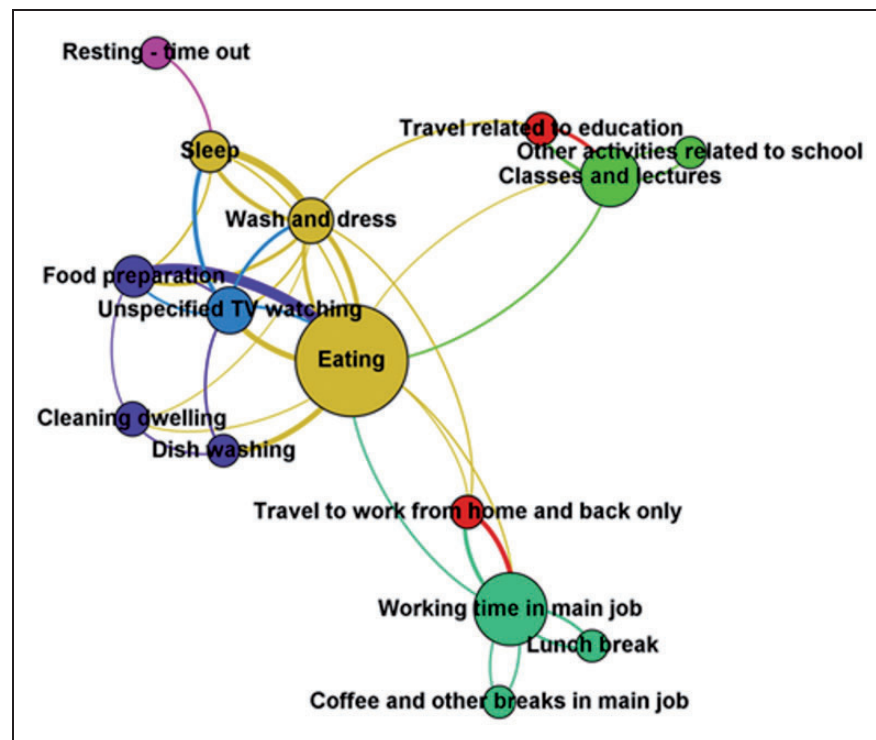 Resting - time out
Travel related to education
Sleep
Other activities related to school
Classes and lectures
Wash and dress
Food preparation
Unspecified TV watching
Eating
Cleaning dwelling
Dish washing
Travel to work from home and back only
Working time in main job
Lunch break
Coffee and other breaks in main job